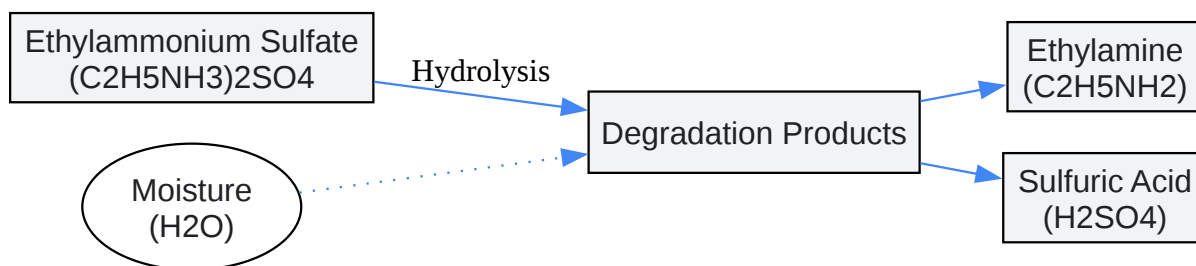 Ethylammonium Sulfate
(C2H5NH3)2SO4
Hydrolysis
Moisture
(H2O)
Degradation Products
Ethylamine
(C2H5NH2)
Sulfuric Acid
(H2SO4)